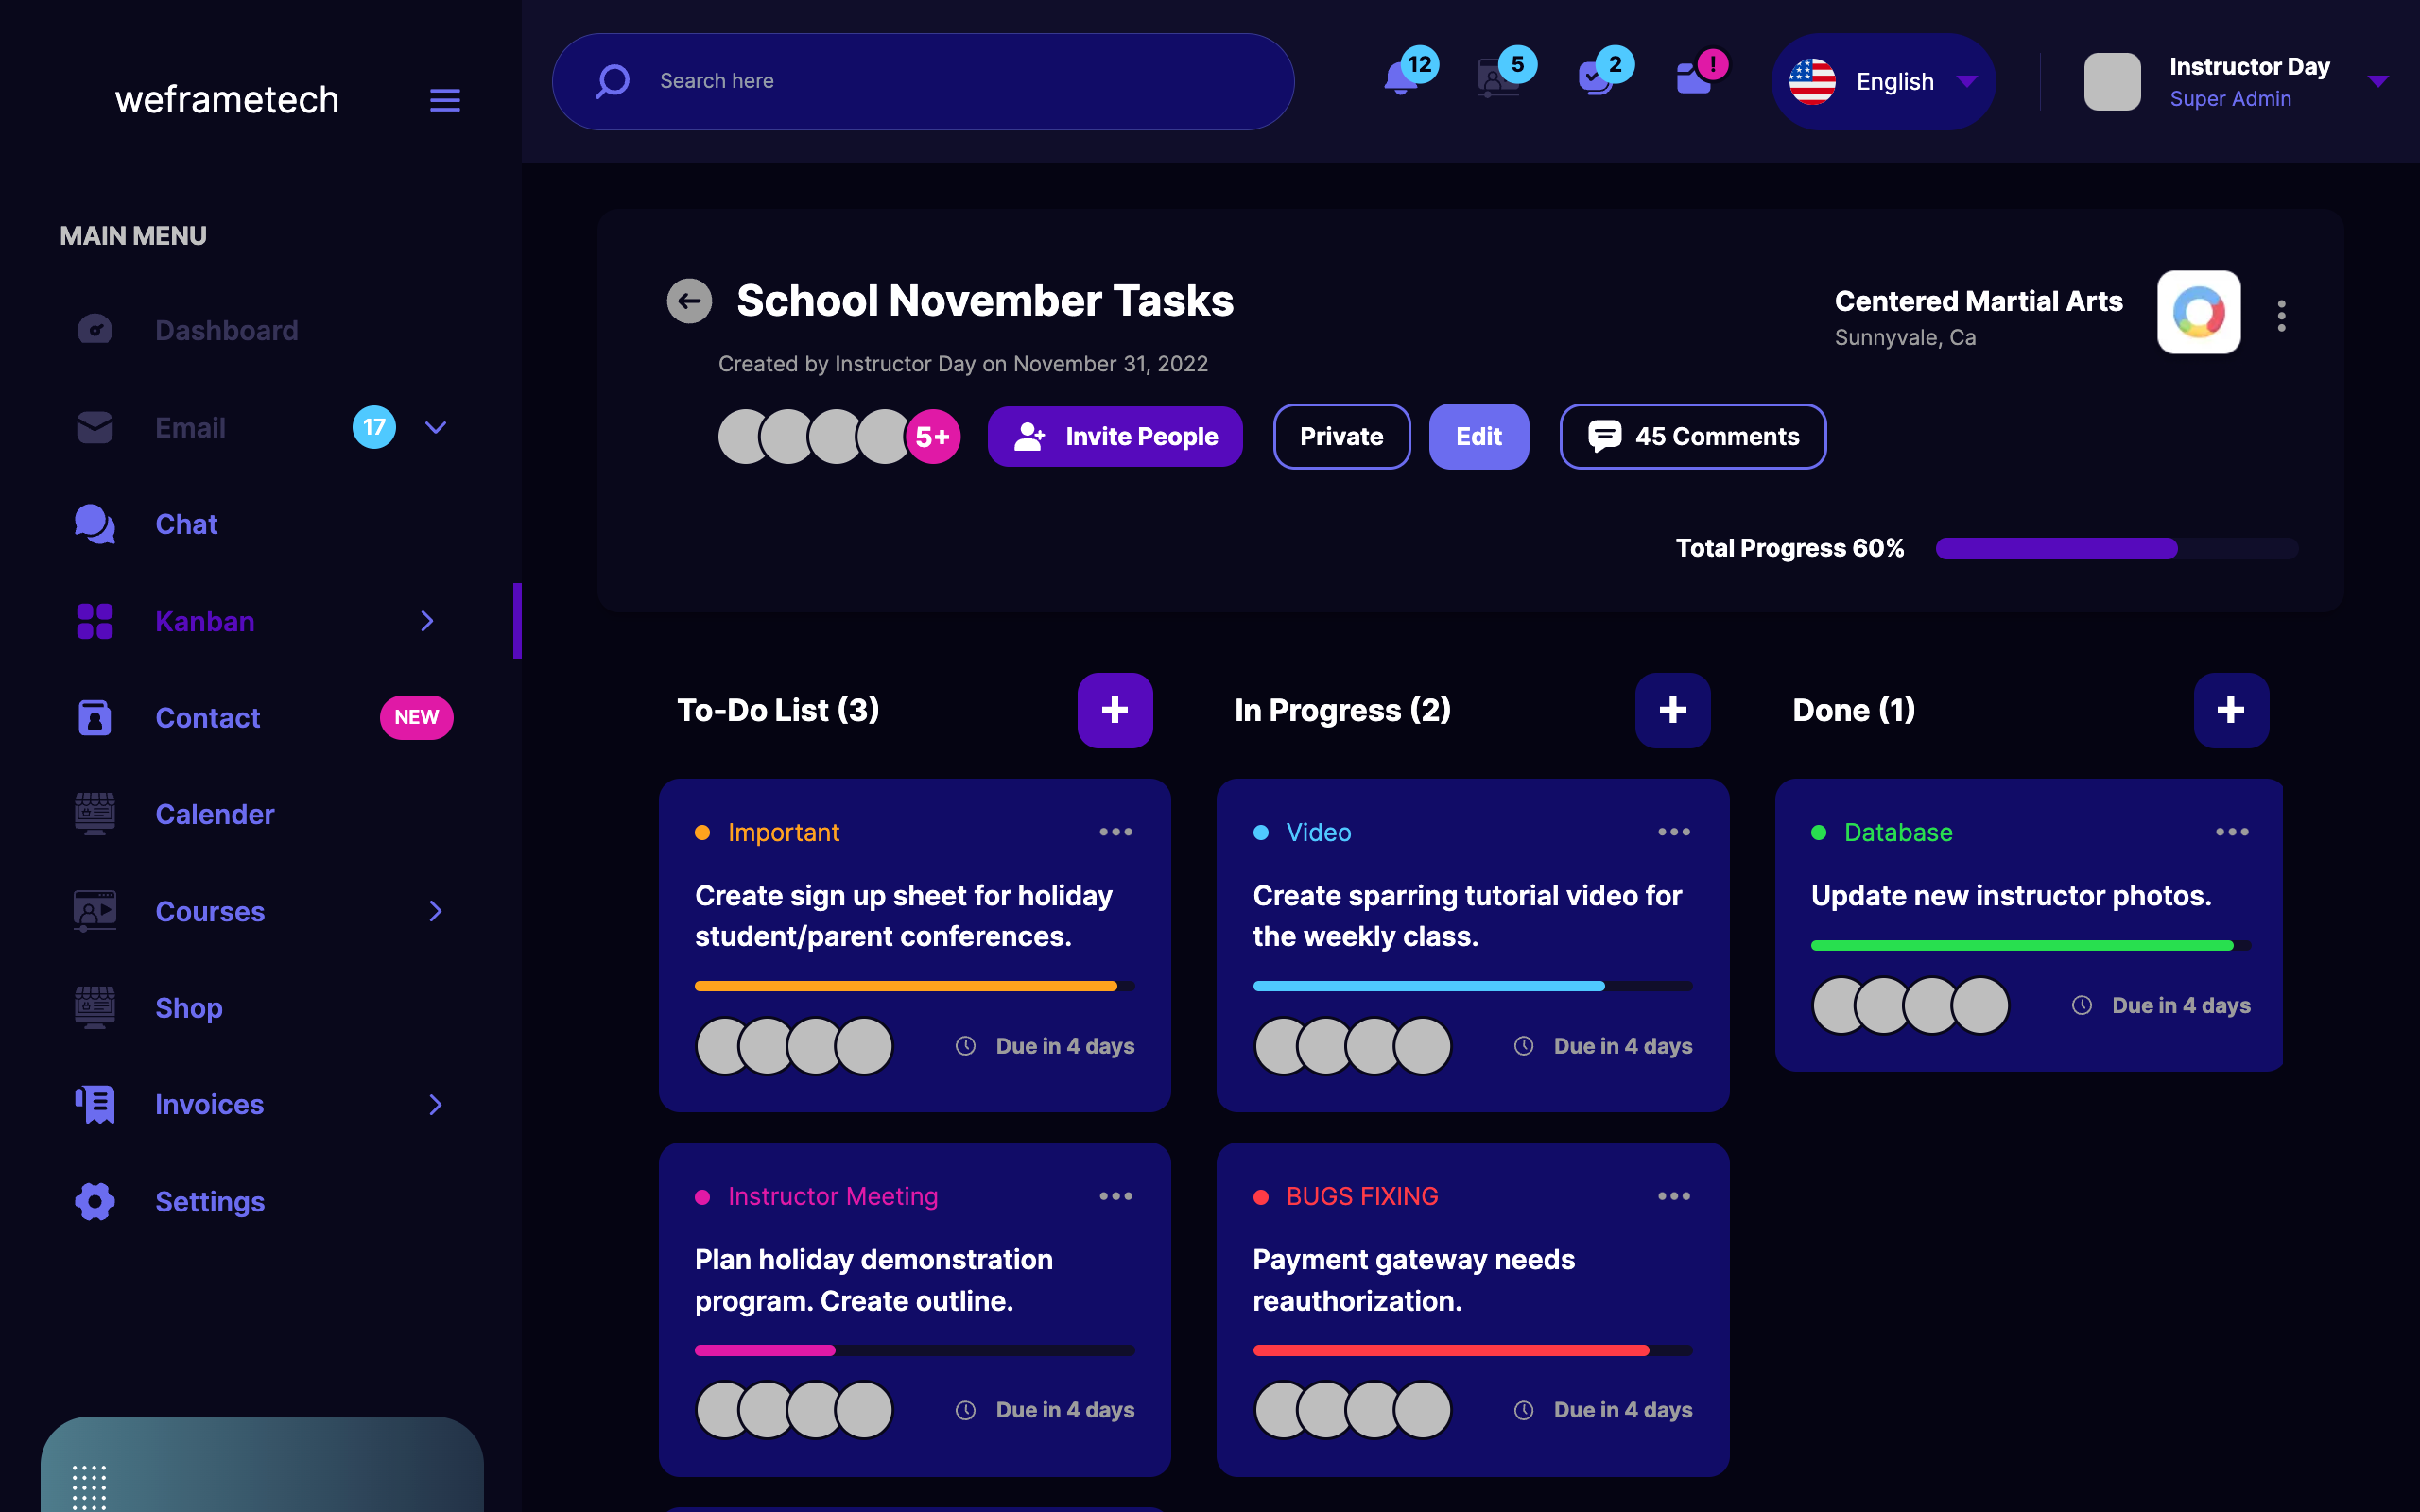 weframetech
Search here
12
5
2
!
English
Instructor Day
Super Admin
MAIN MENU
Dashboard
Email
17
Chat
Kanban
Contact
NEW
Calender
Courses
Shop
Invoices
Settings
School November Tasks
Created by Instructor Day on November 31, 2022
Centered Martial Arts
Sunnyvale, Ca
5+
Invite People
Private
Edit
45 Comments
Total Progress 60%
To-Do List (3)
Important
Create sign up sheet for holiday
student/parent conferences.
Due in 4 days
Instructor Meeting
Plan holiday demonstration
program. Create outline.
Due in 4 days
In Progress (2)
Video
Create sparring tutorial video for
the weekly class.
Due in 4 days
BUGS FIXING
Payment gateway needs
reauthorization.
Due in 4 days
Done (1)
Database
Update new instructor photos.
Due in 4 days